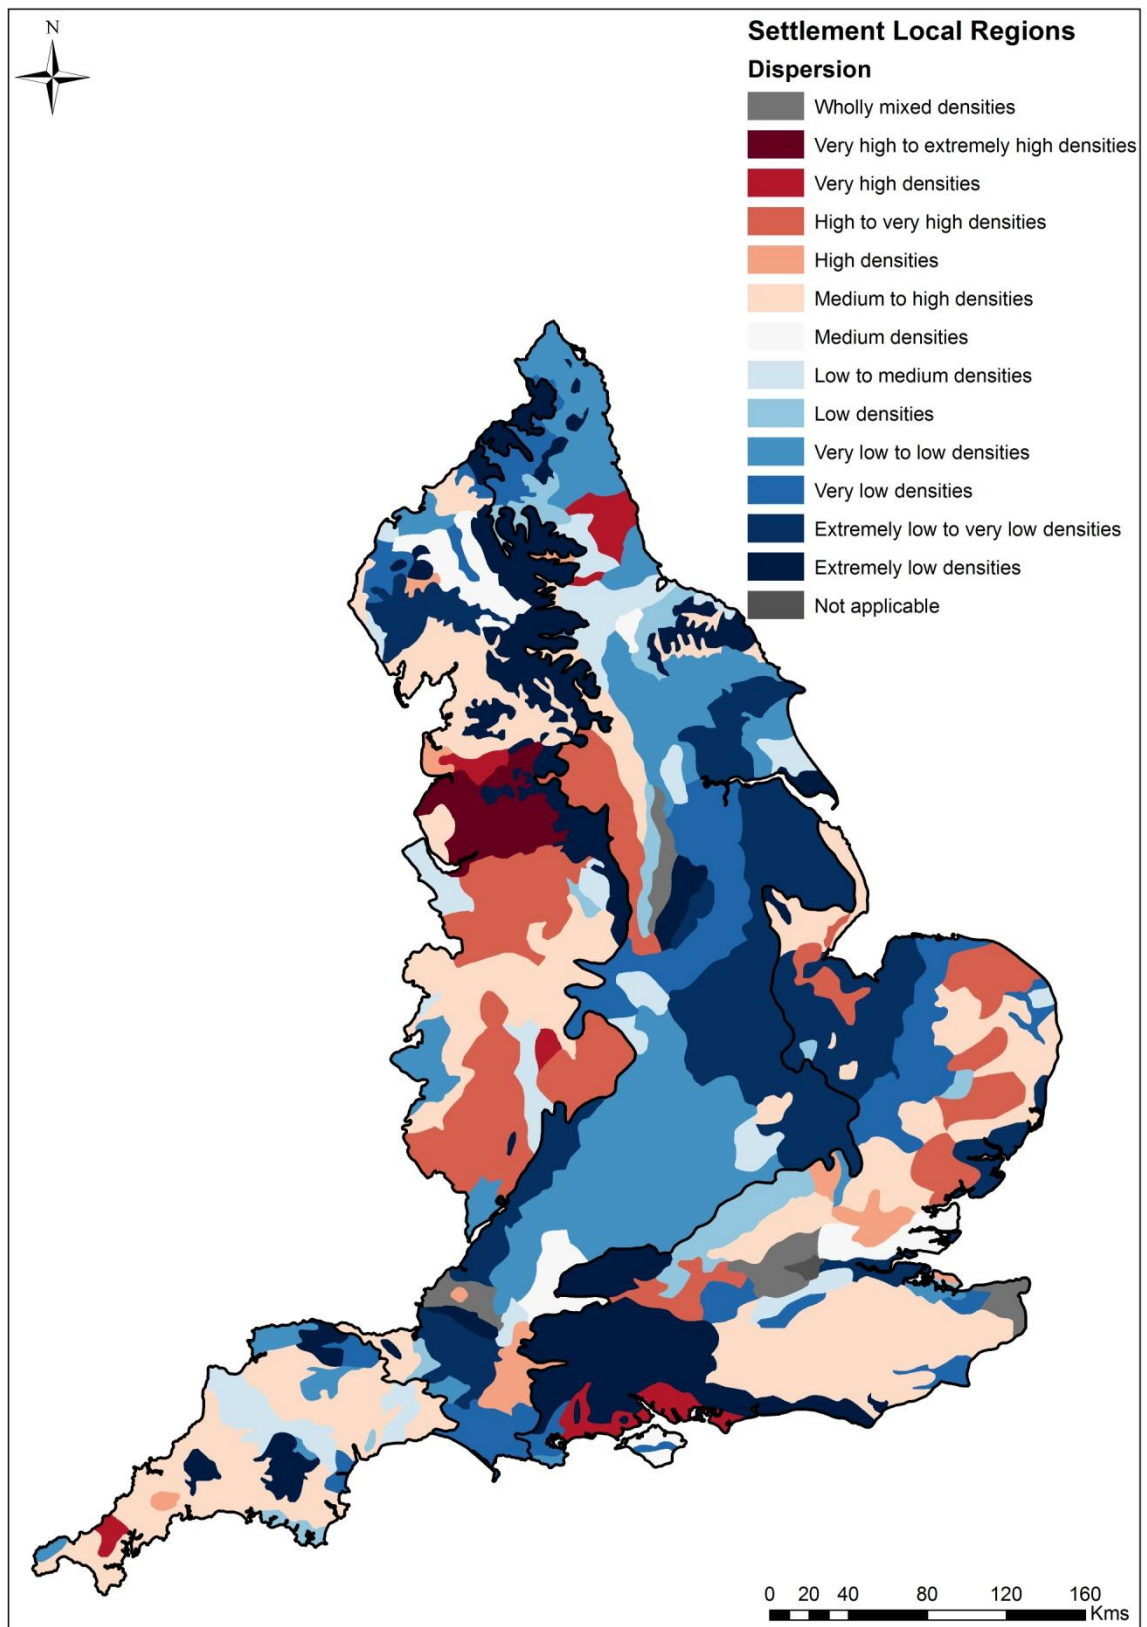 N
Settlement Local Regions
Dispersion
Wholly mixed densities
Very high to extremely high densities
Very high densities
High to very high densities
High densities
Medium to high densities
Medium densities
Low to medium densities
Low densities
Very low to low densities
Very low densities
Extremely low to very low densities
Extremely low densities
Not applicable
0 20 40 80 120 160
Kms